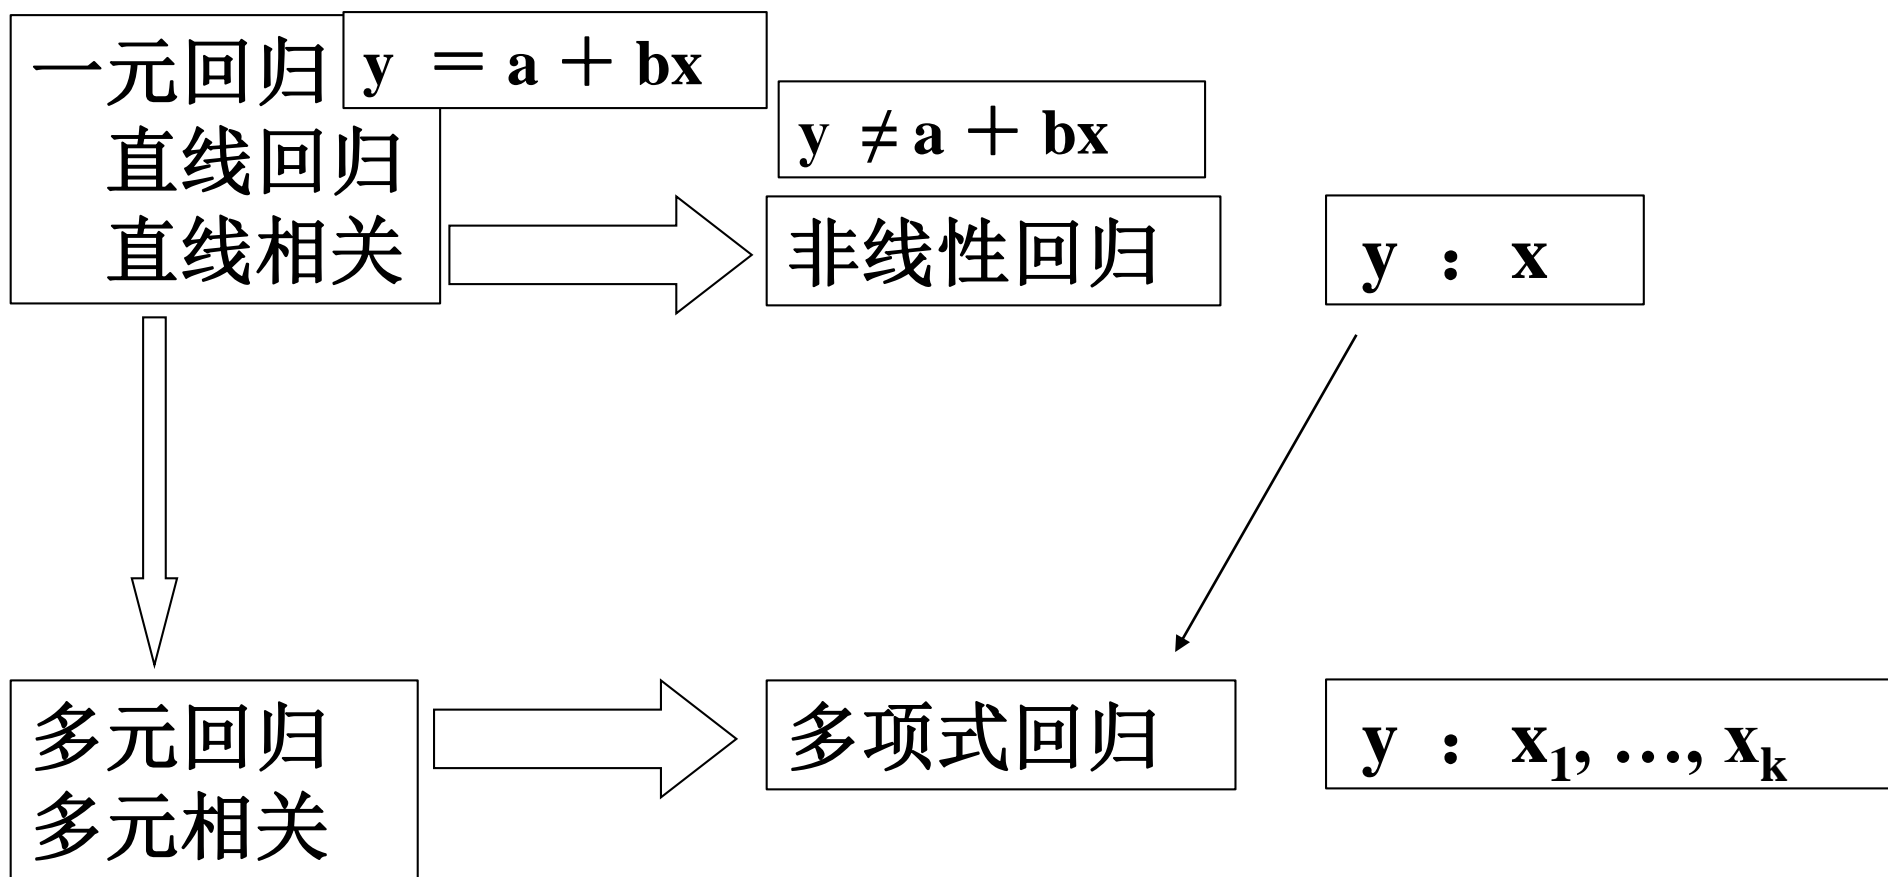 一元回归
直线回归
直线相关
y = a + bx
y ≠ a + bx
非线性回归
y : x
多元回归
多元相关
多项式回归
y : x₁, …, xₖ